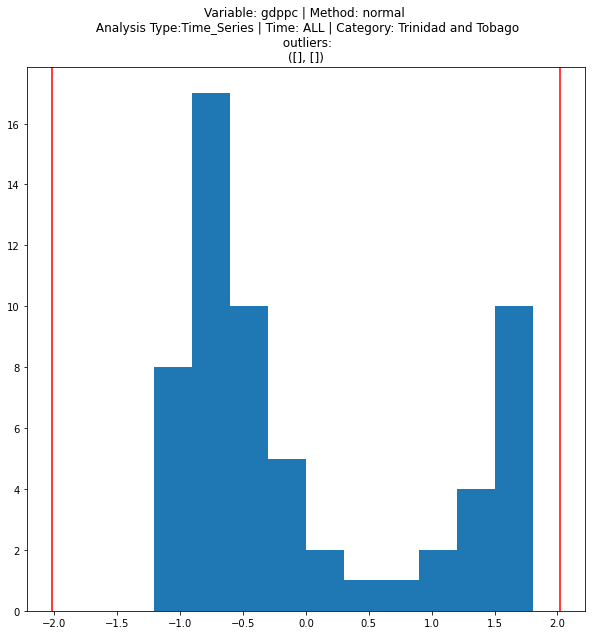 Variable: gdppc | Method: normal
Analysis Type:Time_Series | Time: ALL | Category: Trinidad and Tobago
outliers:
([], [])
16
14
12
10
8
6
4
2
0
−2.0 −1.5 −1.0 −0.5 0.0 0.5 1.0 1.5 2.0